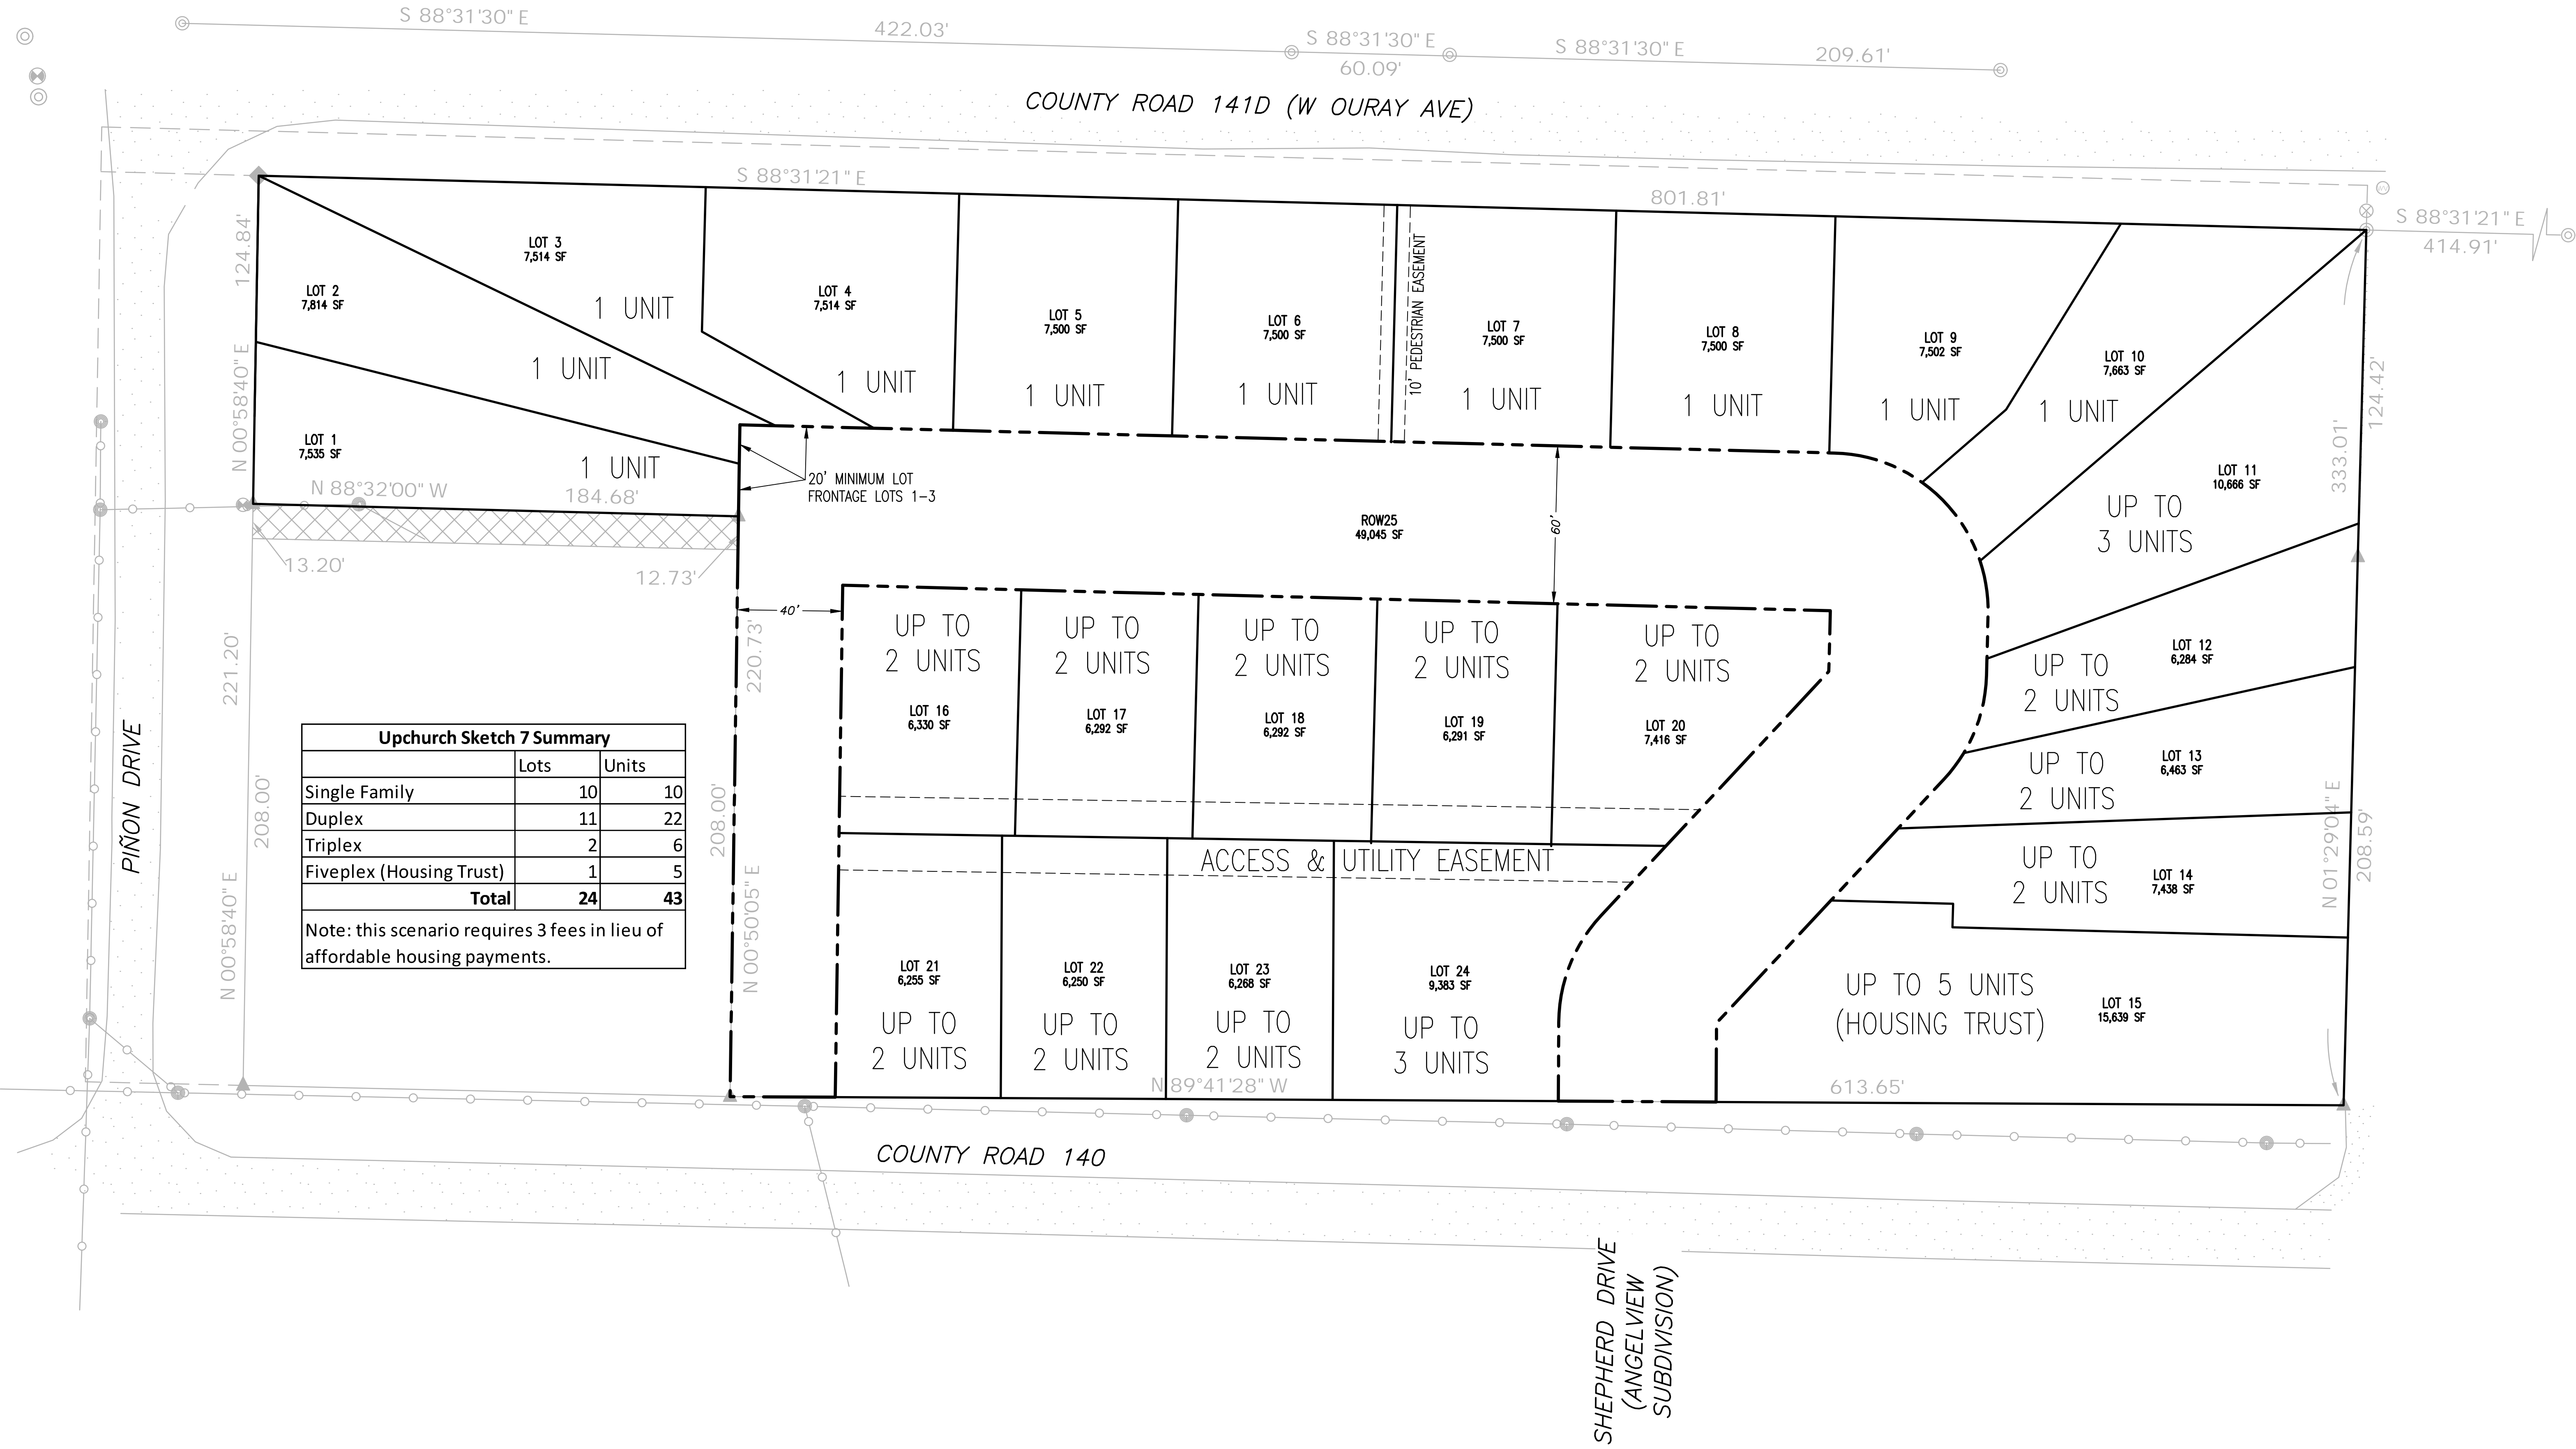 S 88°31'30" E
422.03'
S 88°31'30" E
60.09'
S 88°31'30" E
209.61'
COUNTY ROAD 141D (W OURAY AVE)
S 88°31'21" E
801.81'
S 88°31'21" E
414.91'
124.84'
N 00°58'40" E
LOT 3
7,514 SF
1 UNIT
LOT 2
7,814 SF
1 UNIT
LOT 1
7,535 SF
1 UNIT
LOT 4
7,514 SF
1 UNIT
LOT 5
7,500 SF
1 UNIT
LOT 6
7,500 SF
1 UNIT
10' PEDESTRIAN EASEMENT
LOT 7
7,500 SF
1 UNIT
LOT 8
7,500 SF
1 UNIT
LOT 9
7,502 SF
1 UNIT
LOT 10
7,663 SF
1 UNIT
LOT 11
10,666 SF
UP TO
3 UNITS
333.01'
124.42'
N 88°32'00" W
184.68'
13.20'
12.73'
20' MINIMUM LOT
FRONTAGE LOTS 1-3
ROW25
49,045 SF
60'
40'
220.73'
221.20'
208.00'
N 00°58'40" E
208.00'
N 00°50'05" E
PIÑON DRIVE
UP TO
2 UNITS
LOT 16
6,330 SF
UP TO
2 UNITS
LOT 17
6,292 SF
UP TO
2 UNITS
LOT 18
6,292 SF
UP TO
2 UNITS
LOT 19
6,291 SF
UP TO
2 UNITS
LOT 20
7,416 SF
LOT 12
6,284 SF
UP TO
2 UNITS
LOT 13
6,463 SF
UP TO
2 UNITS
LOT 14
7,438 SF
UP TO
2 UNITS
N 01°29'04" E
208.59'
Upchurch Sketch 7 Summary
Lots Units
Single Family 10 10
Duplex 11 22
Triplex 2 6
Fiveplex (Housing Trust) 1 5
Total 24 43
Note: this scenario requires 3 fees in lieu of
affordable housing payments.
ACCESS & UTILITY EASEMENT
LOT 21
6,255 SF
UP TO
2 UNITS
LOT 22
6,250 SF
UP TO
2 UNITS
LOT 23
6,268 SF
UP TO
2 UNITS
LOT 24
9,383 SF
UP TO
3 UNITS
UP TO 5 UNITS
(HOUSING TRUST)
LOT 15
15,639 SF
N 89°41'28" W
613.65'
COUNTY ROAD 140
SHEPHERD DRIVE
(ANGELVIEW
SUBDIVISION)